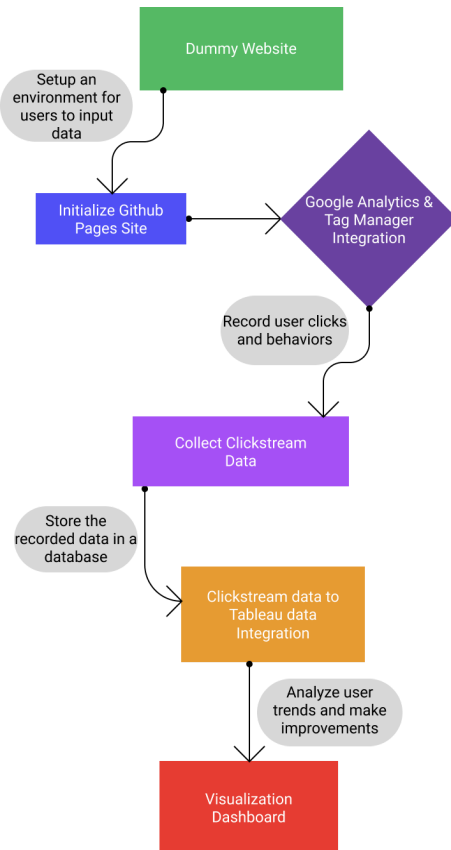 Dummy Website
Setup an
environment for
users to input
data
Initialize Github
Pages Site
Google Analytics &
Tag Manager
Integration
Record user clicks
and behaviors
Collect Clickstream
Data
Store the
recorded data in a
database
Clickstream data to
Tableau data
Integration
Analyze user
trends and make
improvements
Visualization
Dashboard